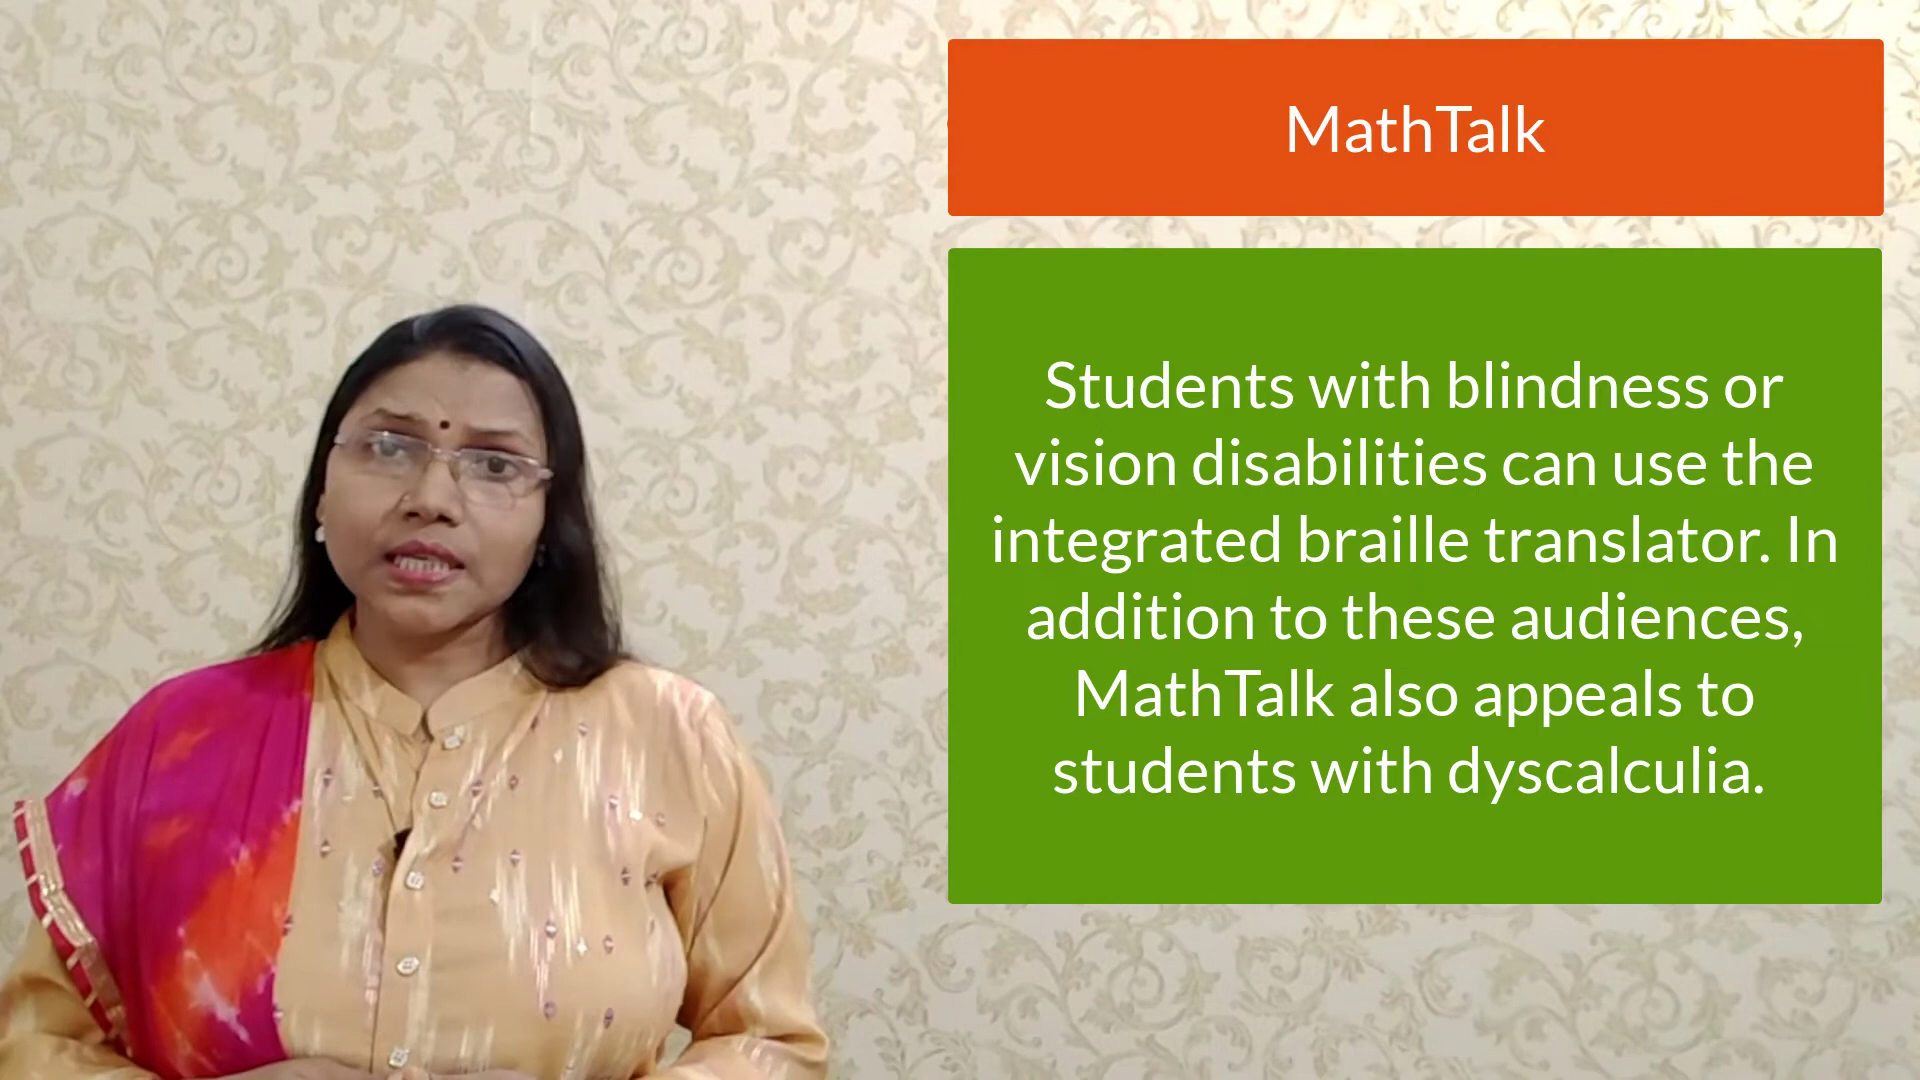 MathTalk
Students with blindness or
vision disabilities can use the
integrated braille translator. In
addition to these audiences,
MathTalk also appeals to
students with dyscalculia.